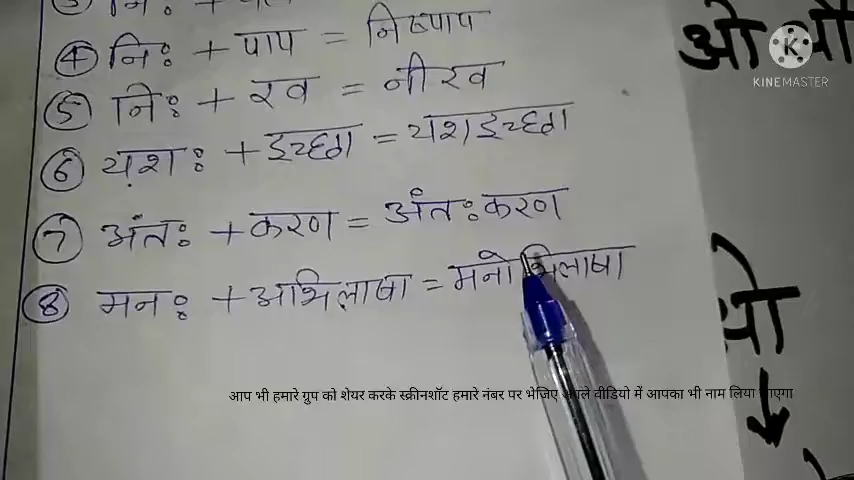 ④ निः + पाप = निष्पाप
ओ औ
KINEMASTER
⑤ निः + रव = नीरव
⑥ यशः + इच्छा = यशइच्छा
⑦ अंतः + करण = अंतःकरण
⑧ मनः + अभिलाषा = मनोभिलाषा
आप भी हमारे ग्रुप को शेयर करके स्क्रीनशॉट हमारे नंबर पर भेजिए वीडियो में आपका भी नाम लिया जाएगा